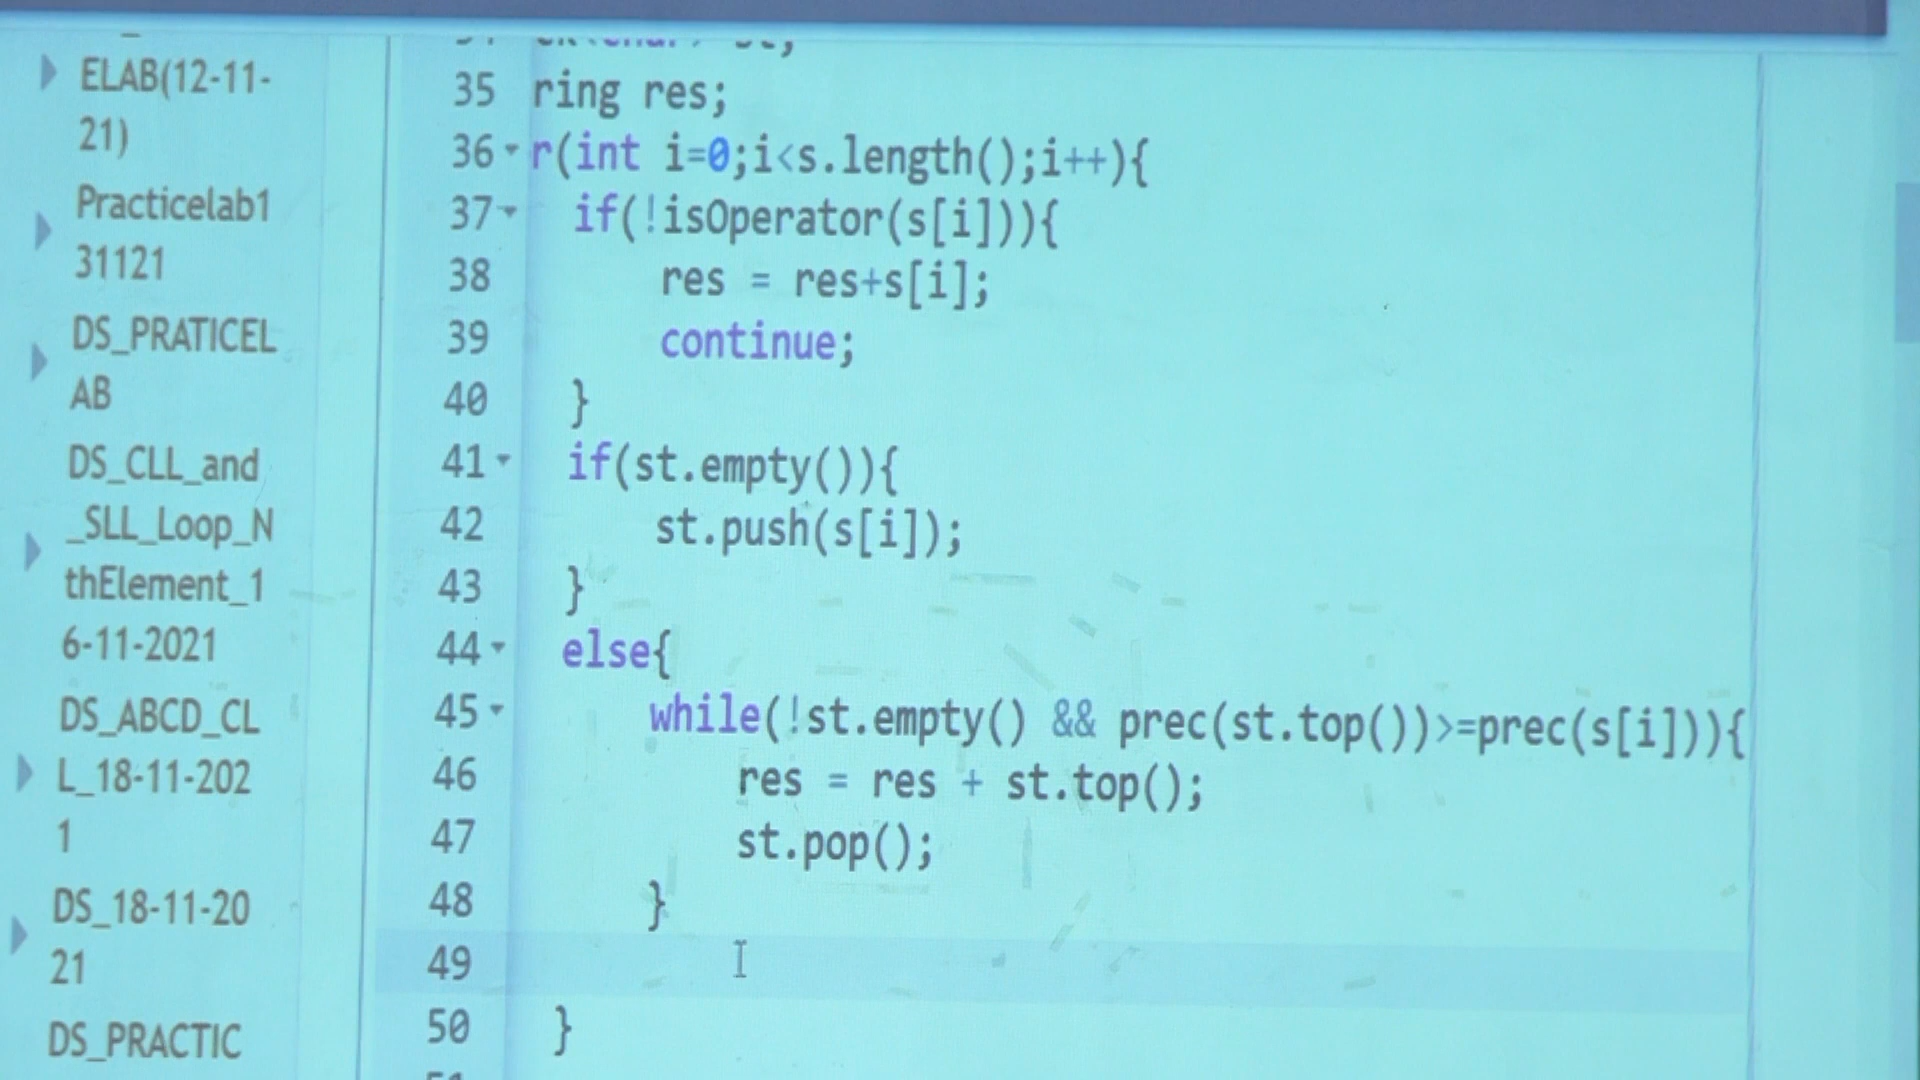 ELAB(12-11-
21)
Practicelab1
31121
DS_PRATICEL
AB
DS_CLL_and
_SLL_Loop_N
thElement_1
6-11-2021
DS_ABCD_CL
L_18-11-202
1
DS_18-11-20
21
DS_PRACTIC
35 ring res;
36 r(int i=0;i<s.length();i++){
37 if(!isOperator(s[i])){
38 res = res+s[i];
39 continue;
40 }
41 if(st.empty()){
42 st.push(s[i]);
43 }
44 else{
45 while(!st.empty() && prec(st.top())>=prec(s[i])){
46 res = res + st.top();
47 st.pop();
48 }
49
50 }